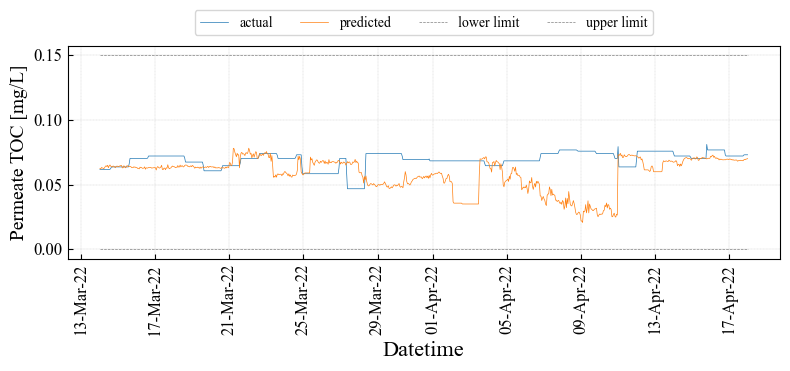 actual predicted lower limit upper limit
Permeate TOC [mg/L]
0.15
0.10
0.05
0.00
13-Mar-22
17-Mar-22
21-Mar-22
25-Mar-22
29-Mar-22
01-Apr-22
05-Apr-22
09-Apr-22
13-Apr-22
17-Apr-22
Datetime